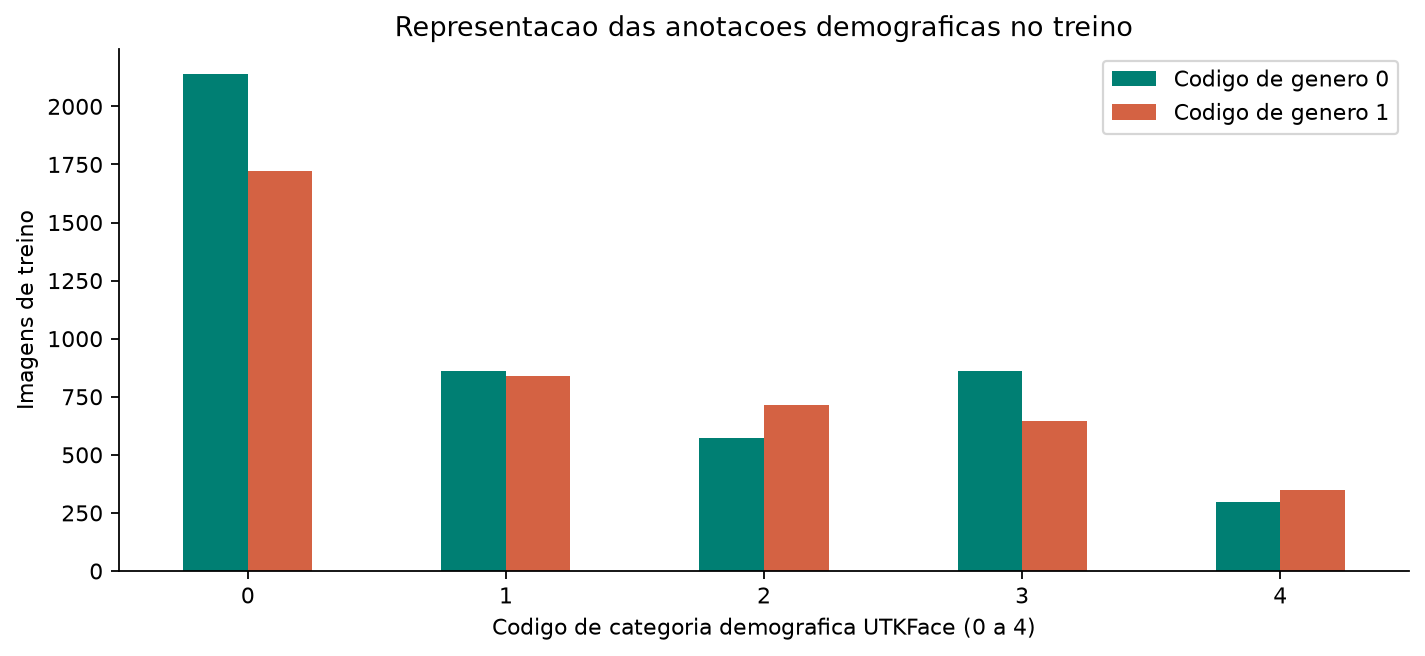 Representacao das anotacoes demograficas no treino
Codigo de genero 0
Codigo de genero 1
Imagens de treino
2000
1750
1500
1250
1000
750
500
250
0
0 1 2 3 4
Codigo de categoria demografica UTKFace (0 a 4)